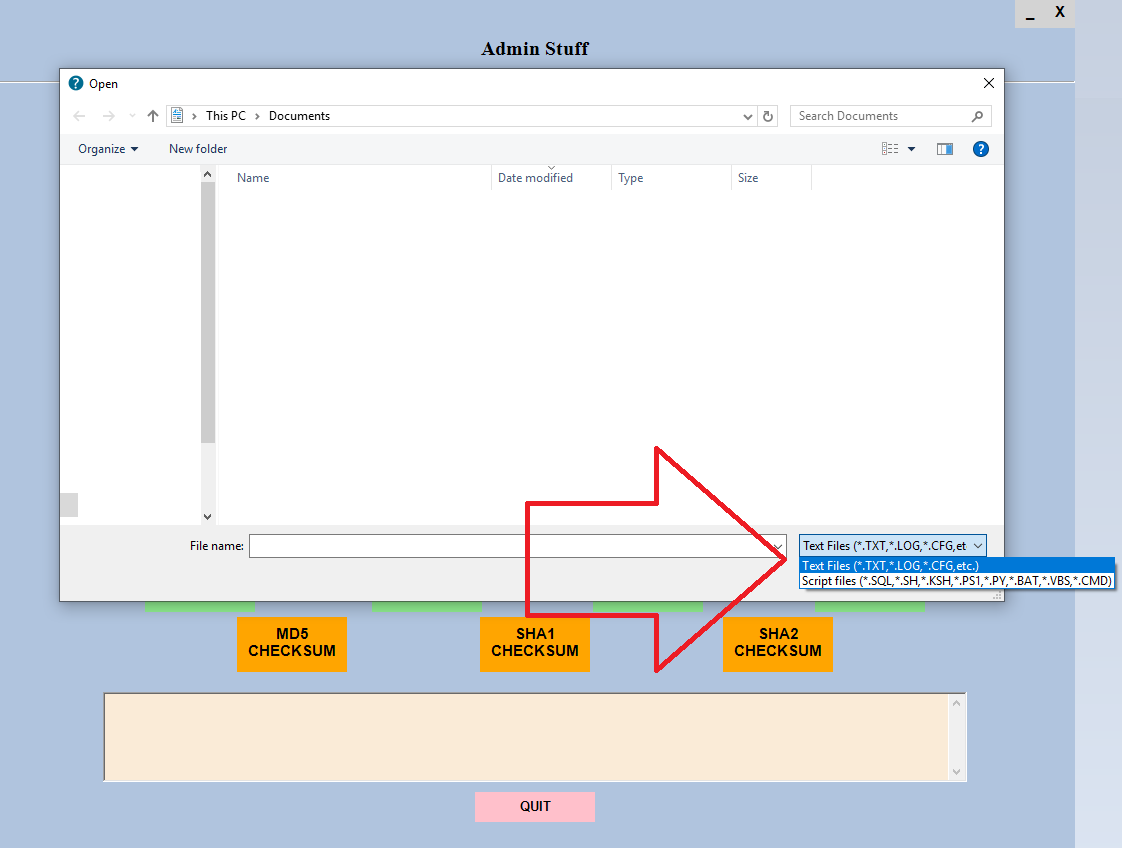 _ X
Admin Stuff
? Open
This PC > Documents
Search Documents
Organize New folder
?
Name Date modified Type Size
File name:
Text Files (*.TXT,*.LOG,*.CFG,et
Text Files (*.TXT,*.LOG,*.CFG,etc.)
Script files (*.SQL,*.SH,*.KSH,*.PS1,*.PY,*.BAT,*.VBS,*.CMD)
MD5
CHECKSUM
SHA1
CHECKSUM
SHA2
CHECKSUM
QUIT